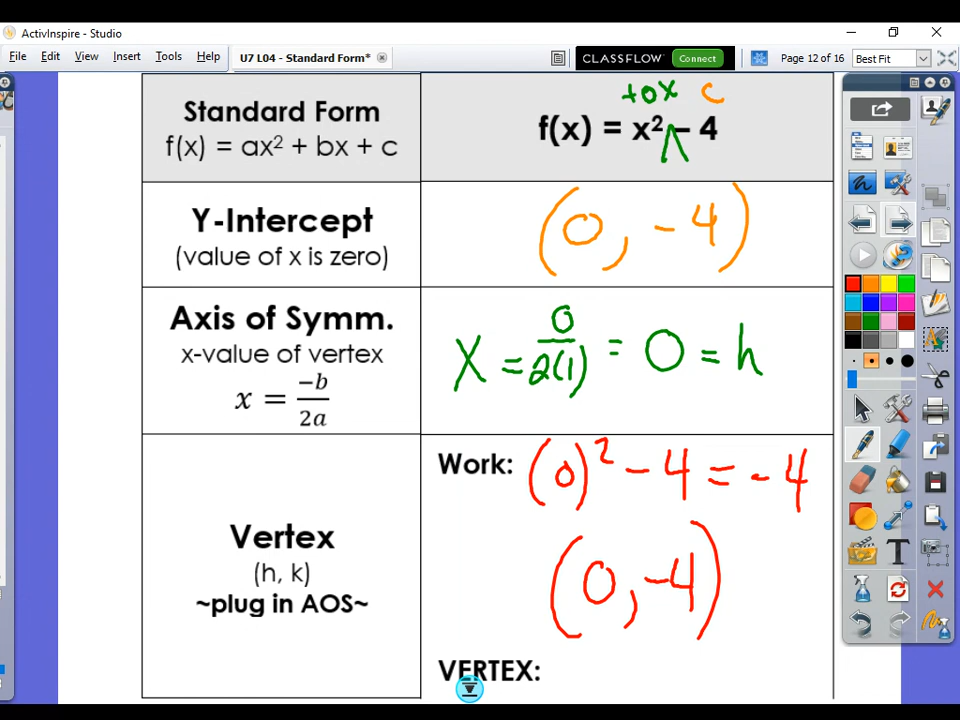 ActivInspire - Studio
File Edit View Insert Tools Help
U7 L04 - Standard Form*
CLASSFLOW Connect
Page 12 of 16
Best Fit
Standard Form
f(x) = ax² + bx + c
+0x c
f(x) = x² - 4
Y-Intercept
(value of x is zero)
(0, -4)
Axis of Symm.
x-value of vertex
x = -b/2a
X = 0/2(1) = 0 = h
Vertex
(h, k)
~plug in AOS~
Work: (0)² - 4 = -4
(0, -4)
VERTEX: